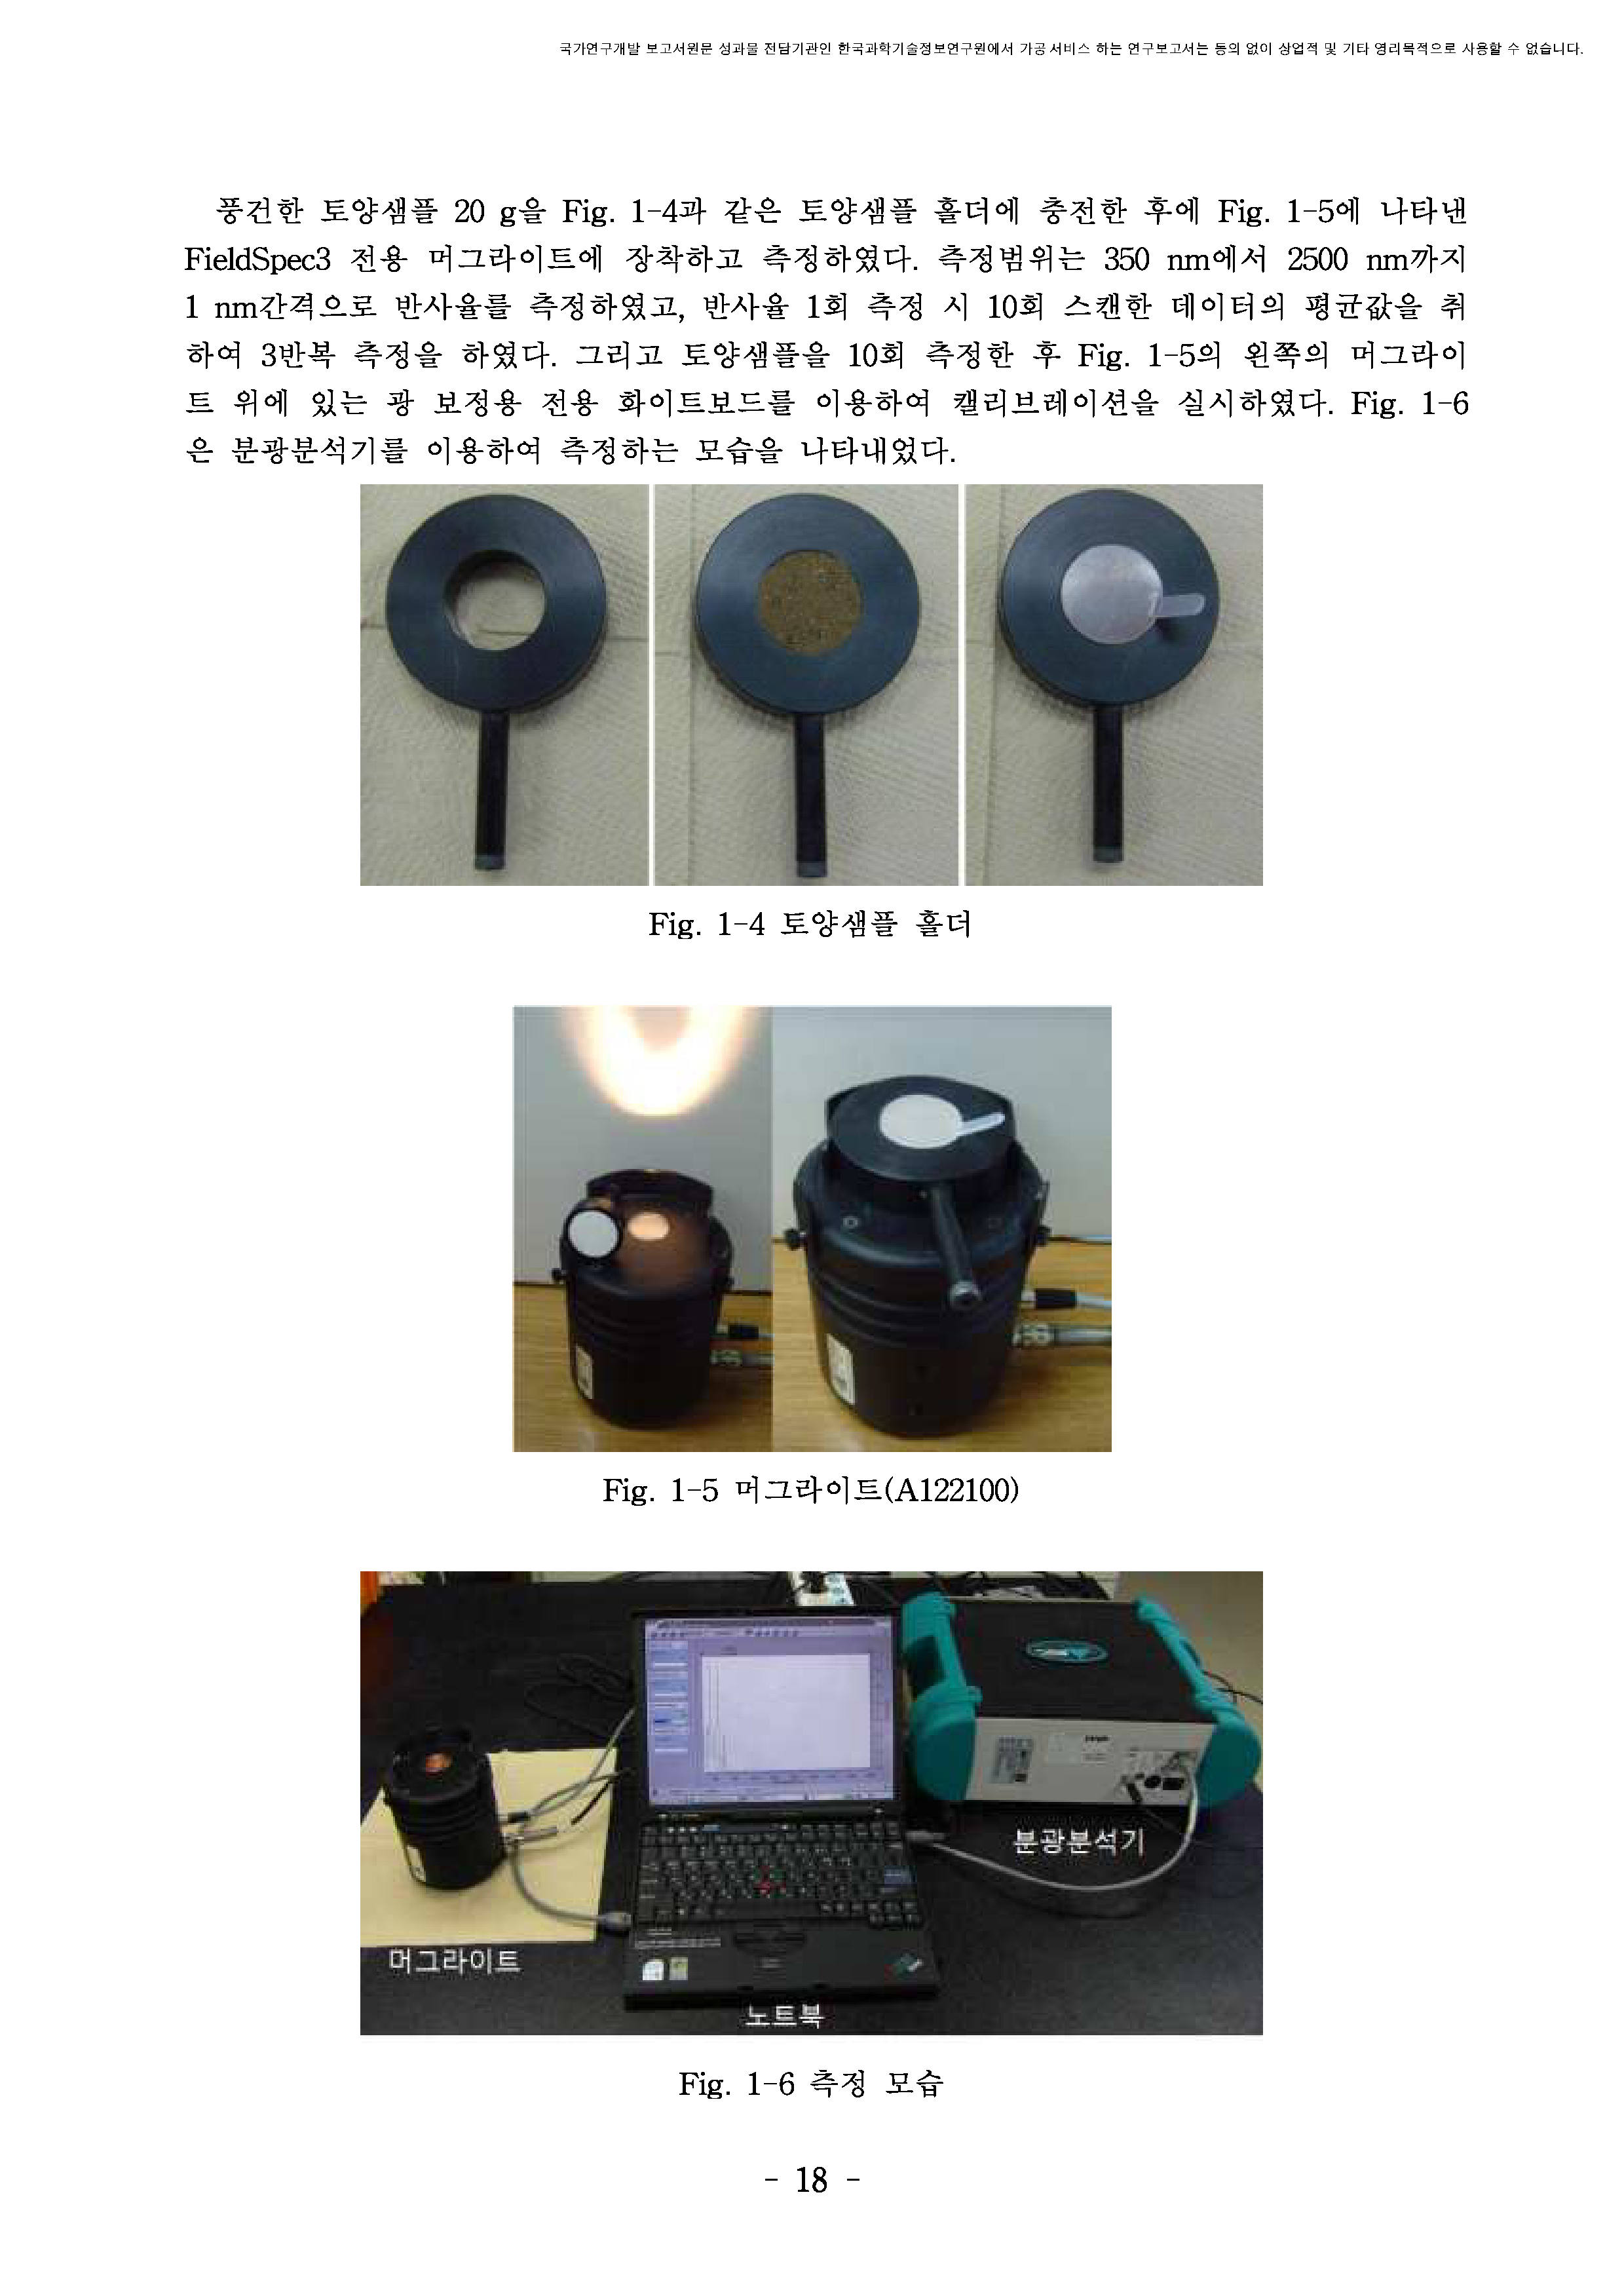 국가연구개발 보고서원문 성과물 전담기관인 한국과학기술정보연구원에서 가공·서비스 하는 연구보고서는 동의 없이 상업적 및 기타 영리목적으로 사용할 수 없습니다.
풍건한 토양샘플 20 g을 Fig. 1-4과 같은 토양샘플 홀더에 충전한 후에 Fig. 1-5에 나타낸
FieldSpec3 전용 머그라이트에 장착하고 측정하였다. 측정범위는 350 nm에서 2500 nm까지
1 nm간격으로 반사율를 측정하였고, 반사율 1회 측정 시 10회 스캔한 데이터의 평균값을 취
하여 3반복 측정을 하였다. 그리고 토양샘플을 10회 측정한 후 Fig. 1-5의 왼쪽의 머그라이
트 위에 있는 광 보정용 전용 화이트보드를 이용하여 캘리브레이션을 실시하였다. Fig. 1-6
은 분광분석기를 이용하여 측정하는 모습을 나타내었다.
Fig. 1-4 토양샘플 홀더
Fig. 1-5 머그라이트(A122100)
분광분석기
머그라이트
노트북
Fig. 1-6 측정 모습
- 18 -